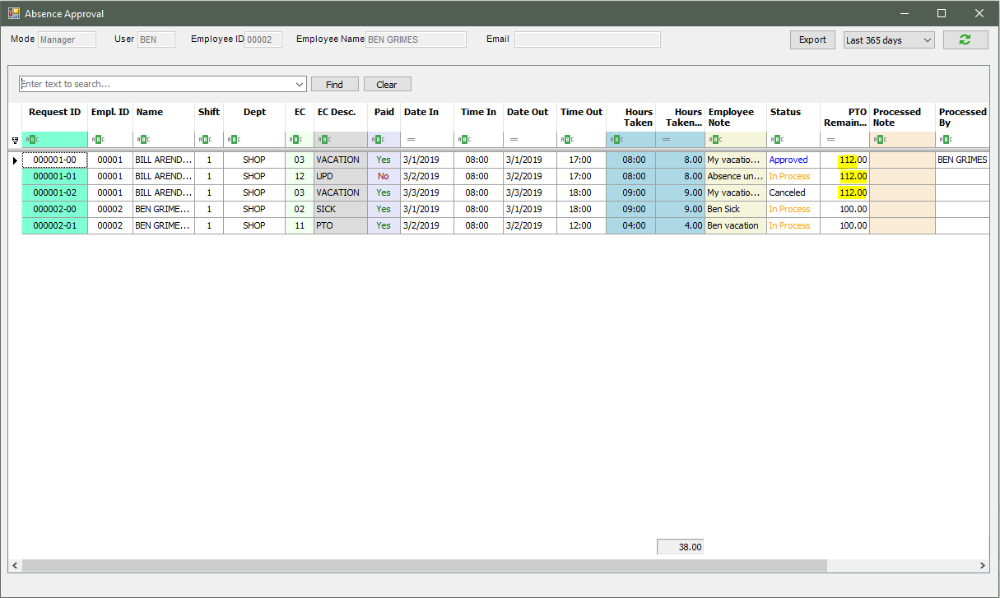 Absence Approval
Mode Manager User BEN Employee ID 00002 Employee Name BEN GRIMES Email Export Last 365 days
Enter text to search... Find Clear
Request ID Empl. ID Name Shift Dept EC EC Desc. Paid Date In Time In Date Out Time Out Hours Taken Hours Taken... Employee Note Status PTO Remain... Processed Note Processed By
000001-00 00001 BILL AREND... 1 SHOP 03 VACATION Yes 3/1/2019 08:00 3/1/2019 17:00 08:00 8.00 My vacatio... Approved 112.00 BEN GRIMES
000001-01 00001 BILL AREND... 1 SHOP 12 UPD No 3/2/2019 08:00 3/2/2019 17:00 08:00 8.00 Absence un... In Process 112.00
000001-02 00001 BILL AREND... 1 SHOP 03 VACATION Yes 3/3/2019 08:00 3/3/2019 18:00 09:00 9.00 My vacatio... Canceled 112.00
000002-00 00002 BEN GRIME... 1 SHOP 02 SICK Yes 3/1/2019 08:00 3/1/2019 18:00 09:00 9.00 Ben Sick In Process 100.00
000002-01 00002 BEN GRIME... 1 SHOP 11 PTO Yes 3/2/2019 08:00 3/2/2019 12:00 04:00 4.00 Ben vacation In Process 100.00
38.00